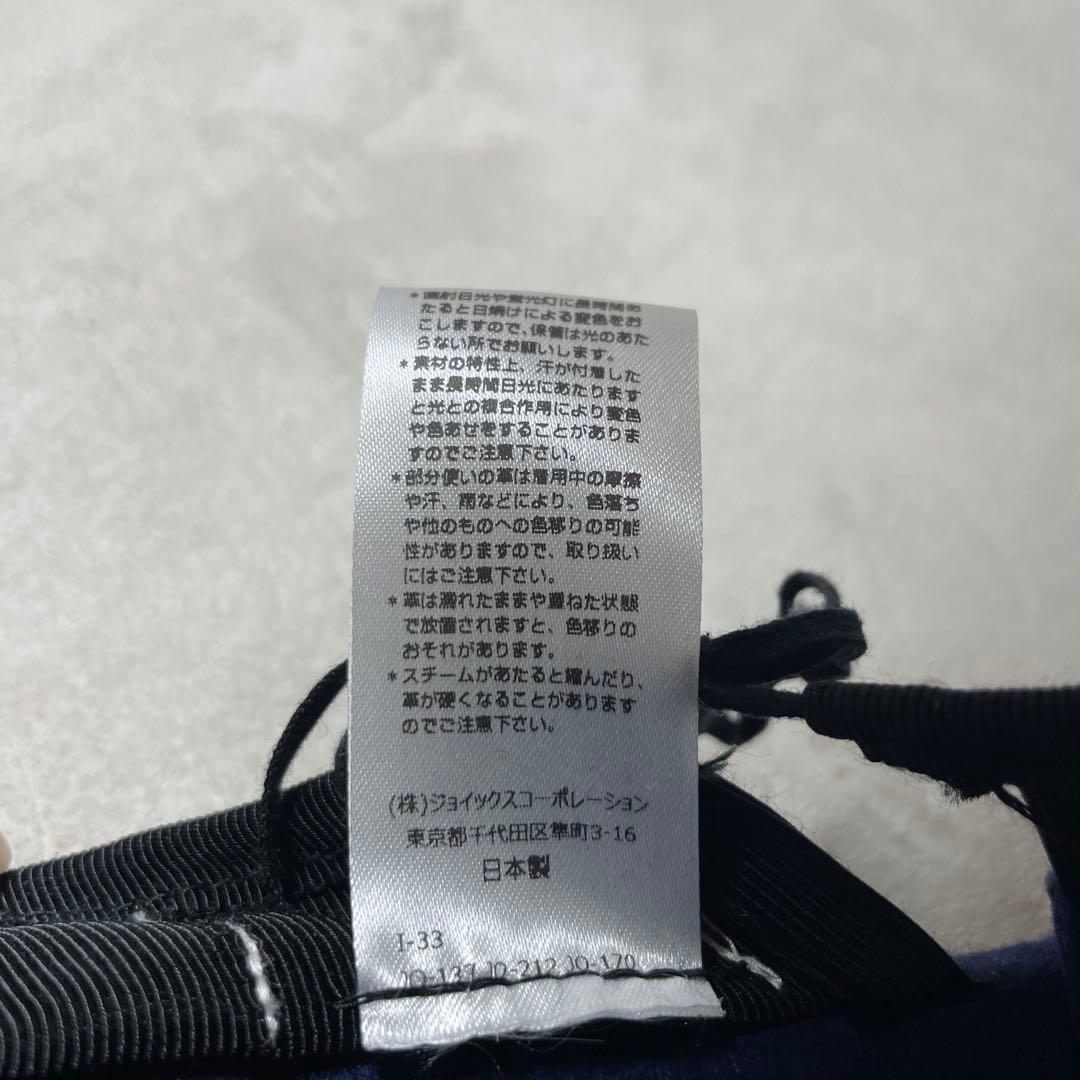 *直射日光や蛍光灯に長時間あ
たると日焼けによる変色をお
こしますので、保管は光のあた
らない所でお願いします。
*素材の特性上、汗が付着した
まま長時間日光にあたります
と光との複合作用により変色
や色あせをすることがありま
すのでご注意下さい。
*部分使いの革は着用中の摩擦
や汗、雨などにより、色落ち
や他のものへの色移りの可能
性がありますので、取り扱い
にはご注意下さい。
*革は濡れたままや重ねた状態
で放置されますと、色移りの
おそれがあります。
*スチームがあたると縮んだり、
革が硬くなることがあります
のでご注意下さい。
(株)ジョイックスコーポレーション
東京都千代田区隼町3-16
日本製
I-33
JO-137 JO-212 JO-170